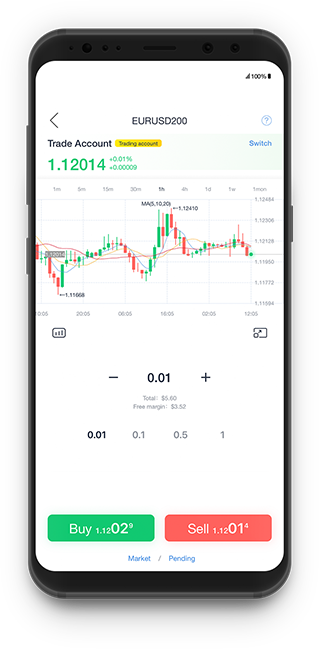 100%
EURUSD200
?
Trade Account Trading account Switch
1.12014 +0.01%
+0.00009
1m 5m 15m 30m 1h 4h 1d 1w 1mon
MA(5,10,20)
1.12484
1.12410
1.12306
1.12128
1.12014
1.11950
1.11772
1.11668
1.11594
20:05 06:05 16:05 02:05 12:05
− 0.01 +
Total: $5.60
Free margin: $3.52
0.01 0.1 0.5 1
Buy 1.12029 Sell 1.12014
Market / Pending